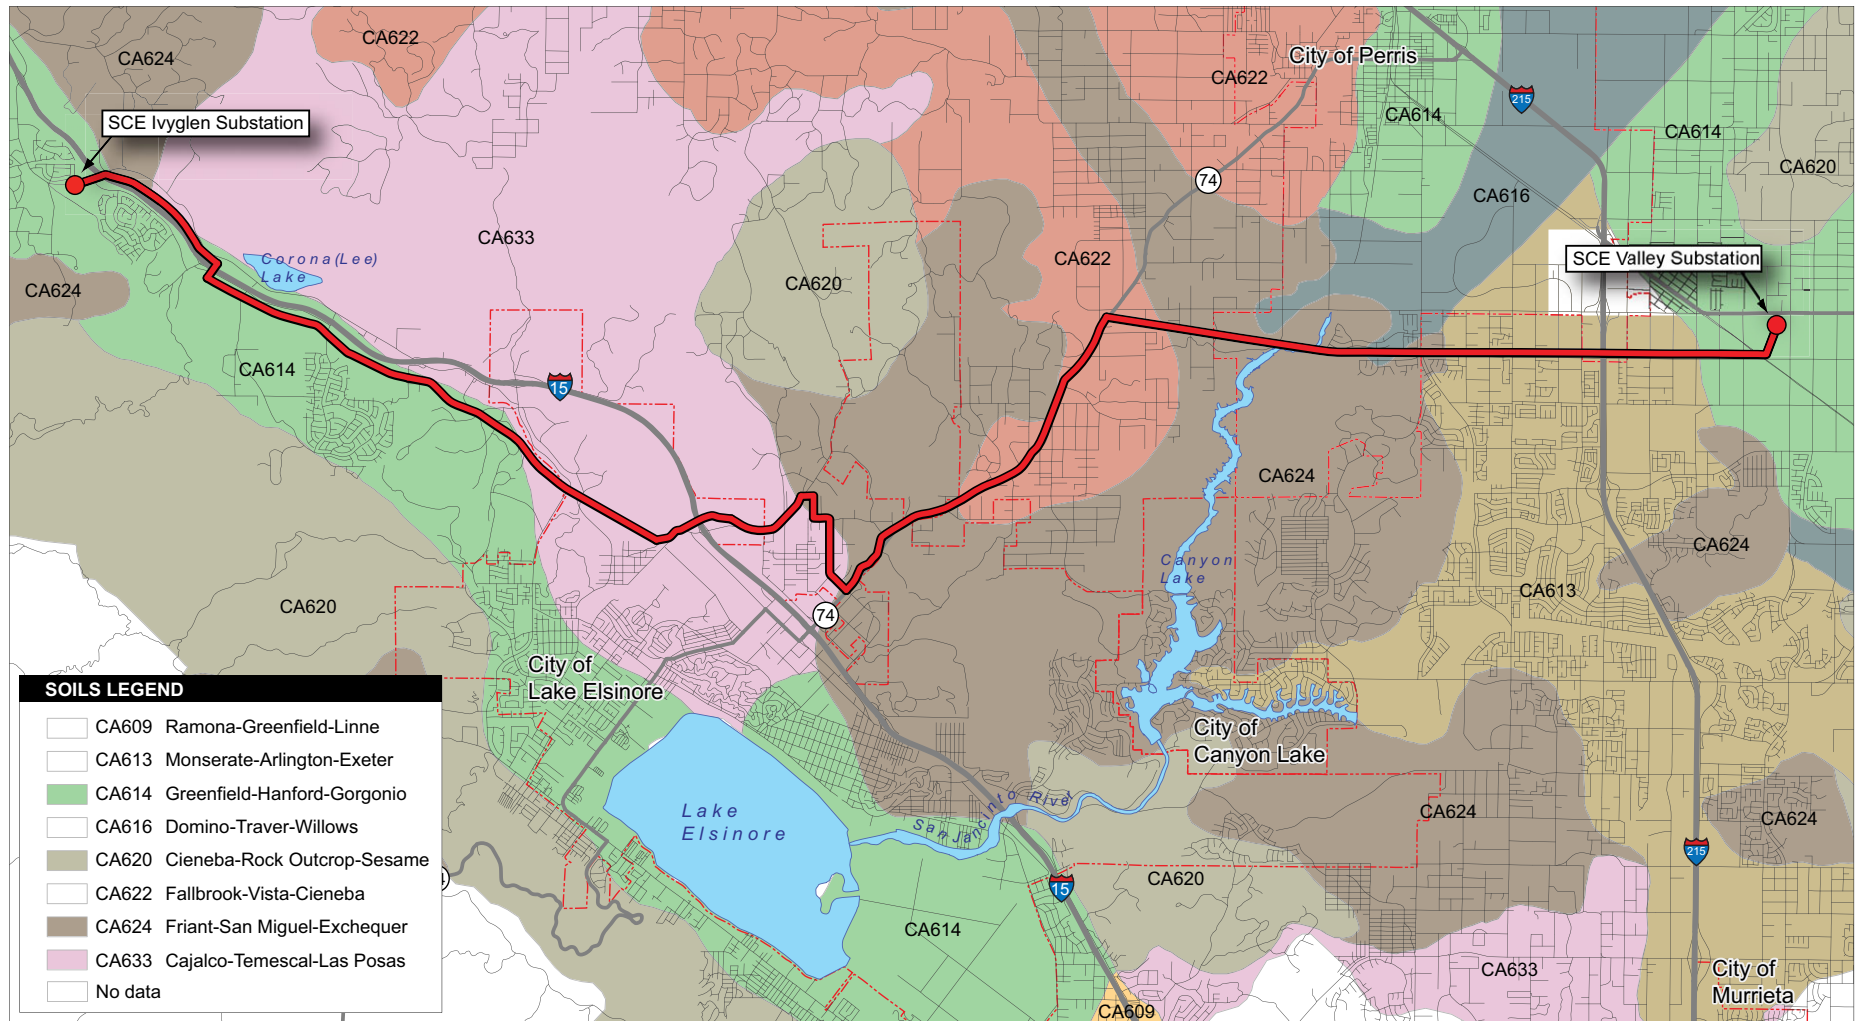 CA624
CA622
City of Perris
CA622
215
CA614
CA614
SCE Ivyglen Substation
CA620
74
CA616
CA633
Corona (Lee)
Lake
CA624
CA620
CA622
SCE Valley Substation
CA614
15
CA624
CA624
Canyon
Lake
CA613
CA620
74
City of
Lake Elsinore
City of
Canyon Lake
Lake
Elsinore
San Jancinto River
CA624
CA624
215
CA620
15
CA614
CA633
City of
Murrieta
CA609
SOILS LEGEND
CA609 Ramona-Greenfield-Linne
CA613 Monserate-Arlington-Exeter
CA614 Greenfield-Hanford-Gorgonio
CA616 Domino-Traver-Willows
CA620 Cieneba-Rock Outcrop-Sesame
CA622 Fallbrook-Vista-Cieneba
CA624 Friant-San Miguel-Exchequer
CA633 Cajalco-Temescal-Las Posas
No data